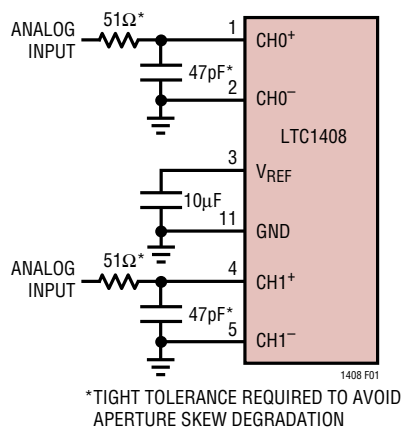 ANALOG
INPUT
51Ω*
1
CH0+
47pF*
2
CH0–
LTC1408
3
VREF
10µF
11
GND
ANALOG
INPUT
51Ω*
4
CH1+
47pF*
5
CH1–
1408 F01
*TIGHT TOLERANCE REQUIRED TO AVOID
APERTURE SKEW DEGRADATION